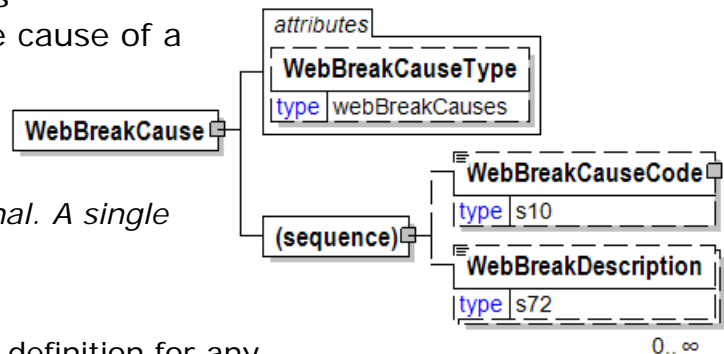 e cause of a
attributes
WebBreakCauseType
type webBreakCauses
WebBreakCause
WebBreakCauseCode
type s10
nal. A single
(sequence)
WebBreakDescription
type s72
definition for any
0.. ∞